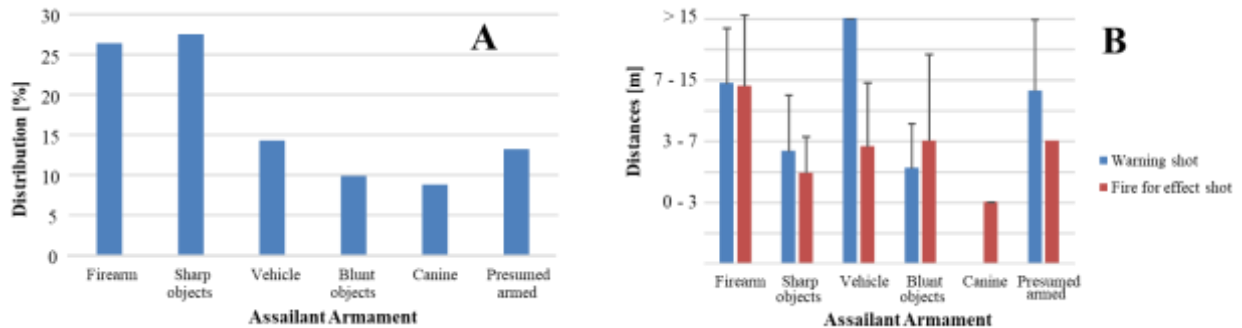 30
25
20
15
10
5
0
Distribution [%]
A
Firearm
Sharp
objects
Vehicle
Blunt
objects
Canine
Presumed
armed
Assailant Armament
> 15
7 - 15
3 - 7
0 - 3
Distances [m]
B
Warning shot
Fire for effect shot
Firearm
Sharp
objects
Vehicle
Blunt
objects
Canine
Presumed
armed
Assailant Armament